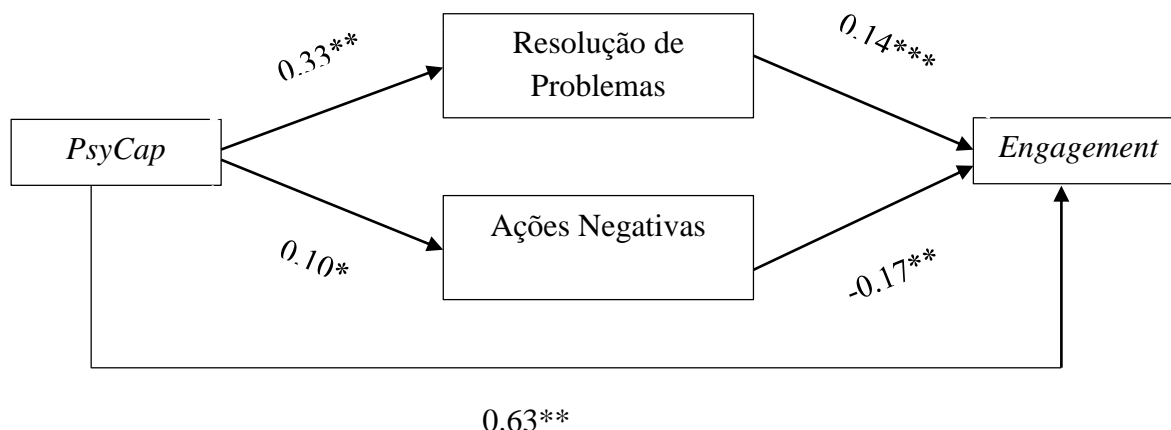 0.33**
Resolução de
Problemas
0.14***
PsyCap
Engagement
Ações Negativas
0.10*
-0.17**
0.63**